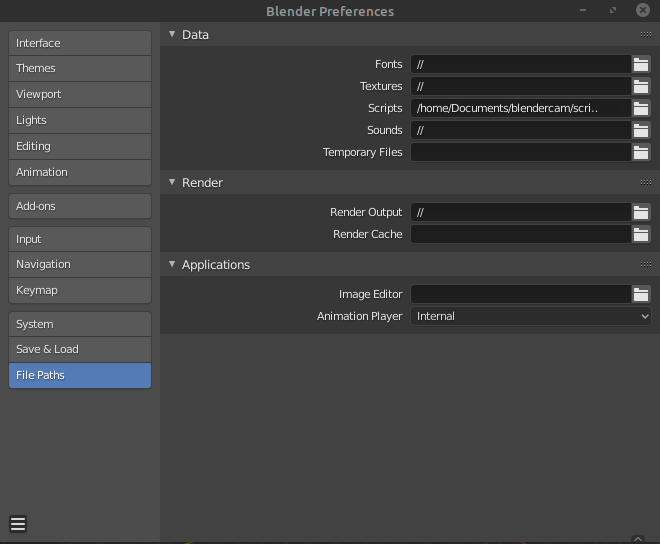 Blender Preferences
Interface
Themes
Viewport
Lights
Editing
Animation
Add-ons
Input
Navigation
Keymap
System
Save & Load
File Paths
Data
Fonts //
Textures //
Scripts /home/Documents/blendercam/scri..
Sounds //
Temporary Files
Render
Render Output //
Render Cache
Applications
Image Editor
Animation Player Internal